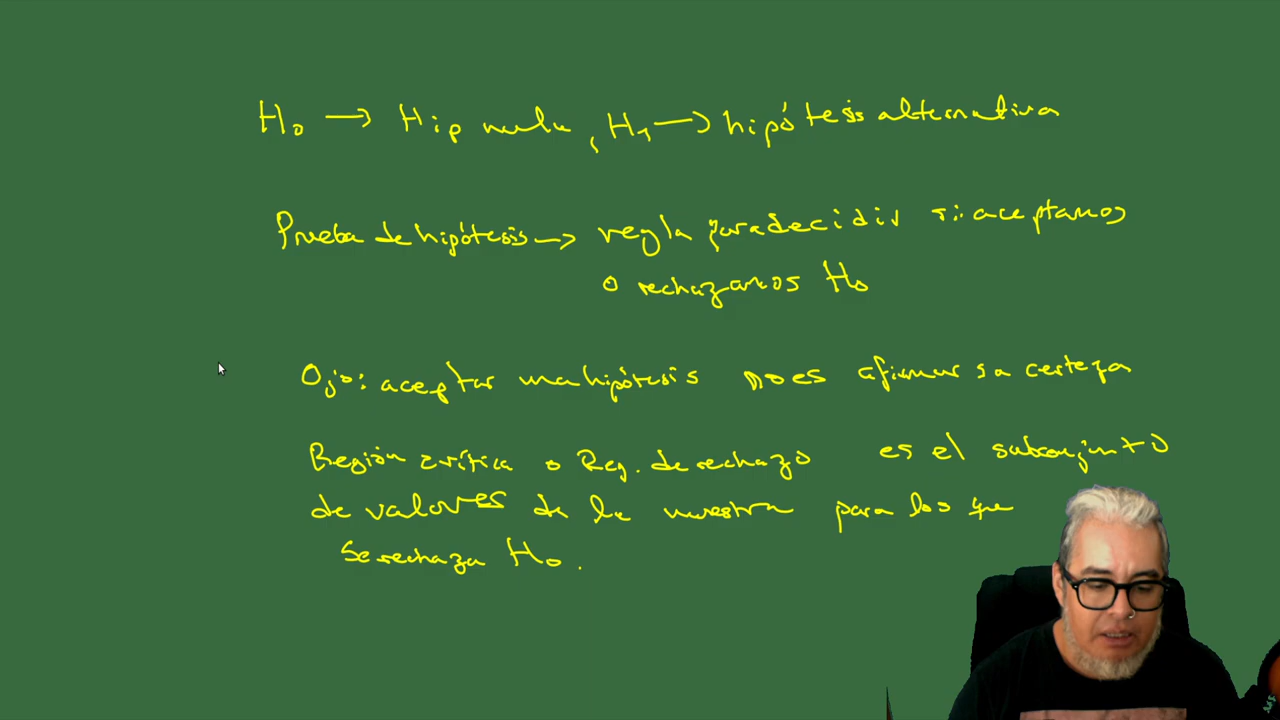 H₀ → Hip nula, H₁ → hipótesis alternativa
Prueba de hipótesis → regla para decidir si aceptamos
o rechazamos H₀
Ojo: aceptar una hipótesis no es afirmar su certeza
Región crítica o Reg. de rechazo es el subconjunto
de valores de la muestra para los que
se rechaza H₀.